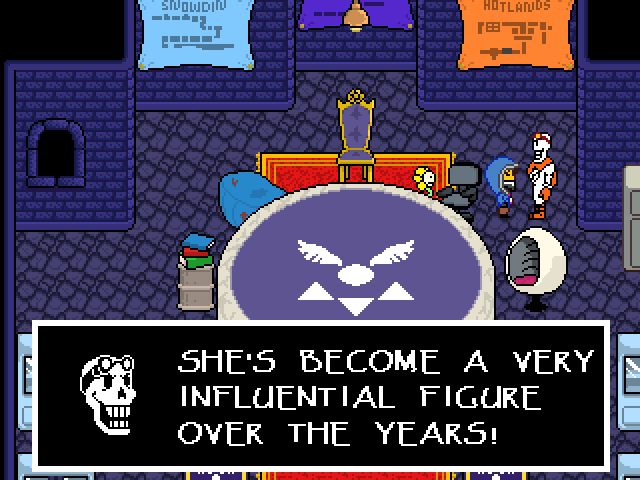 SNOWDIN
HOTLANDS
SHE'S BECOME A VERY
INFLUENTIAL FIGURE
OVER THE YEARS!